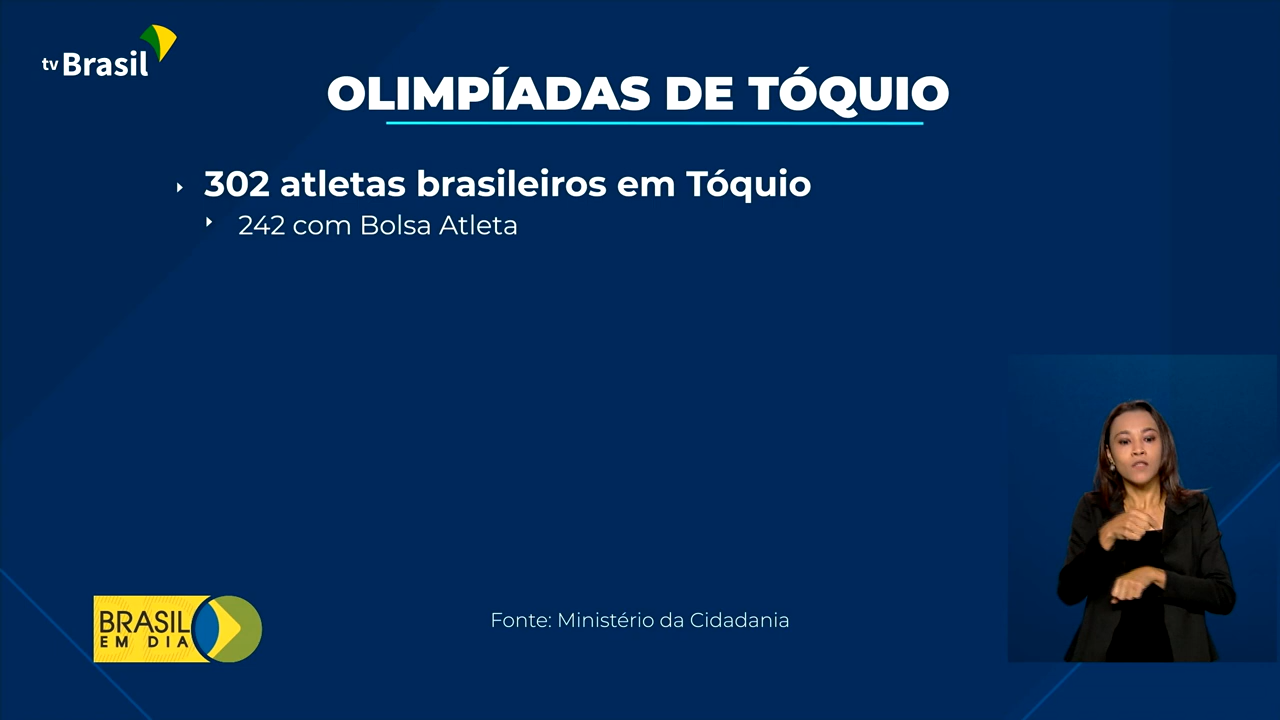 tv Brasil
OLIMPÍADAS DE TÓQUIO
302 atletas brasileiros em Tóquio
242 com Bolsa Atleta
BRASIL
EM DIA
Fonte: Ministério da Cidadania